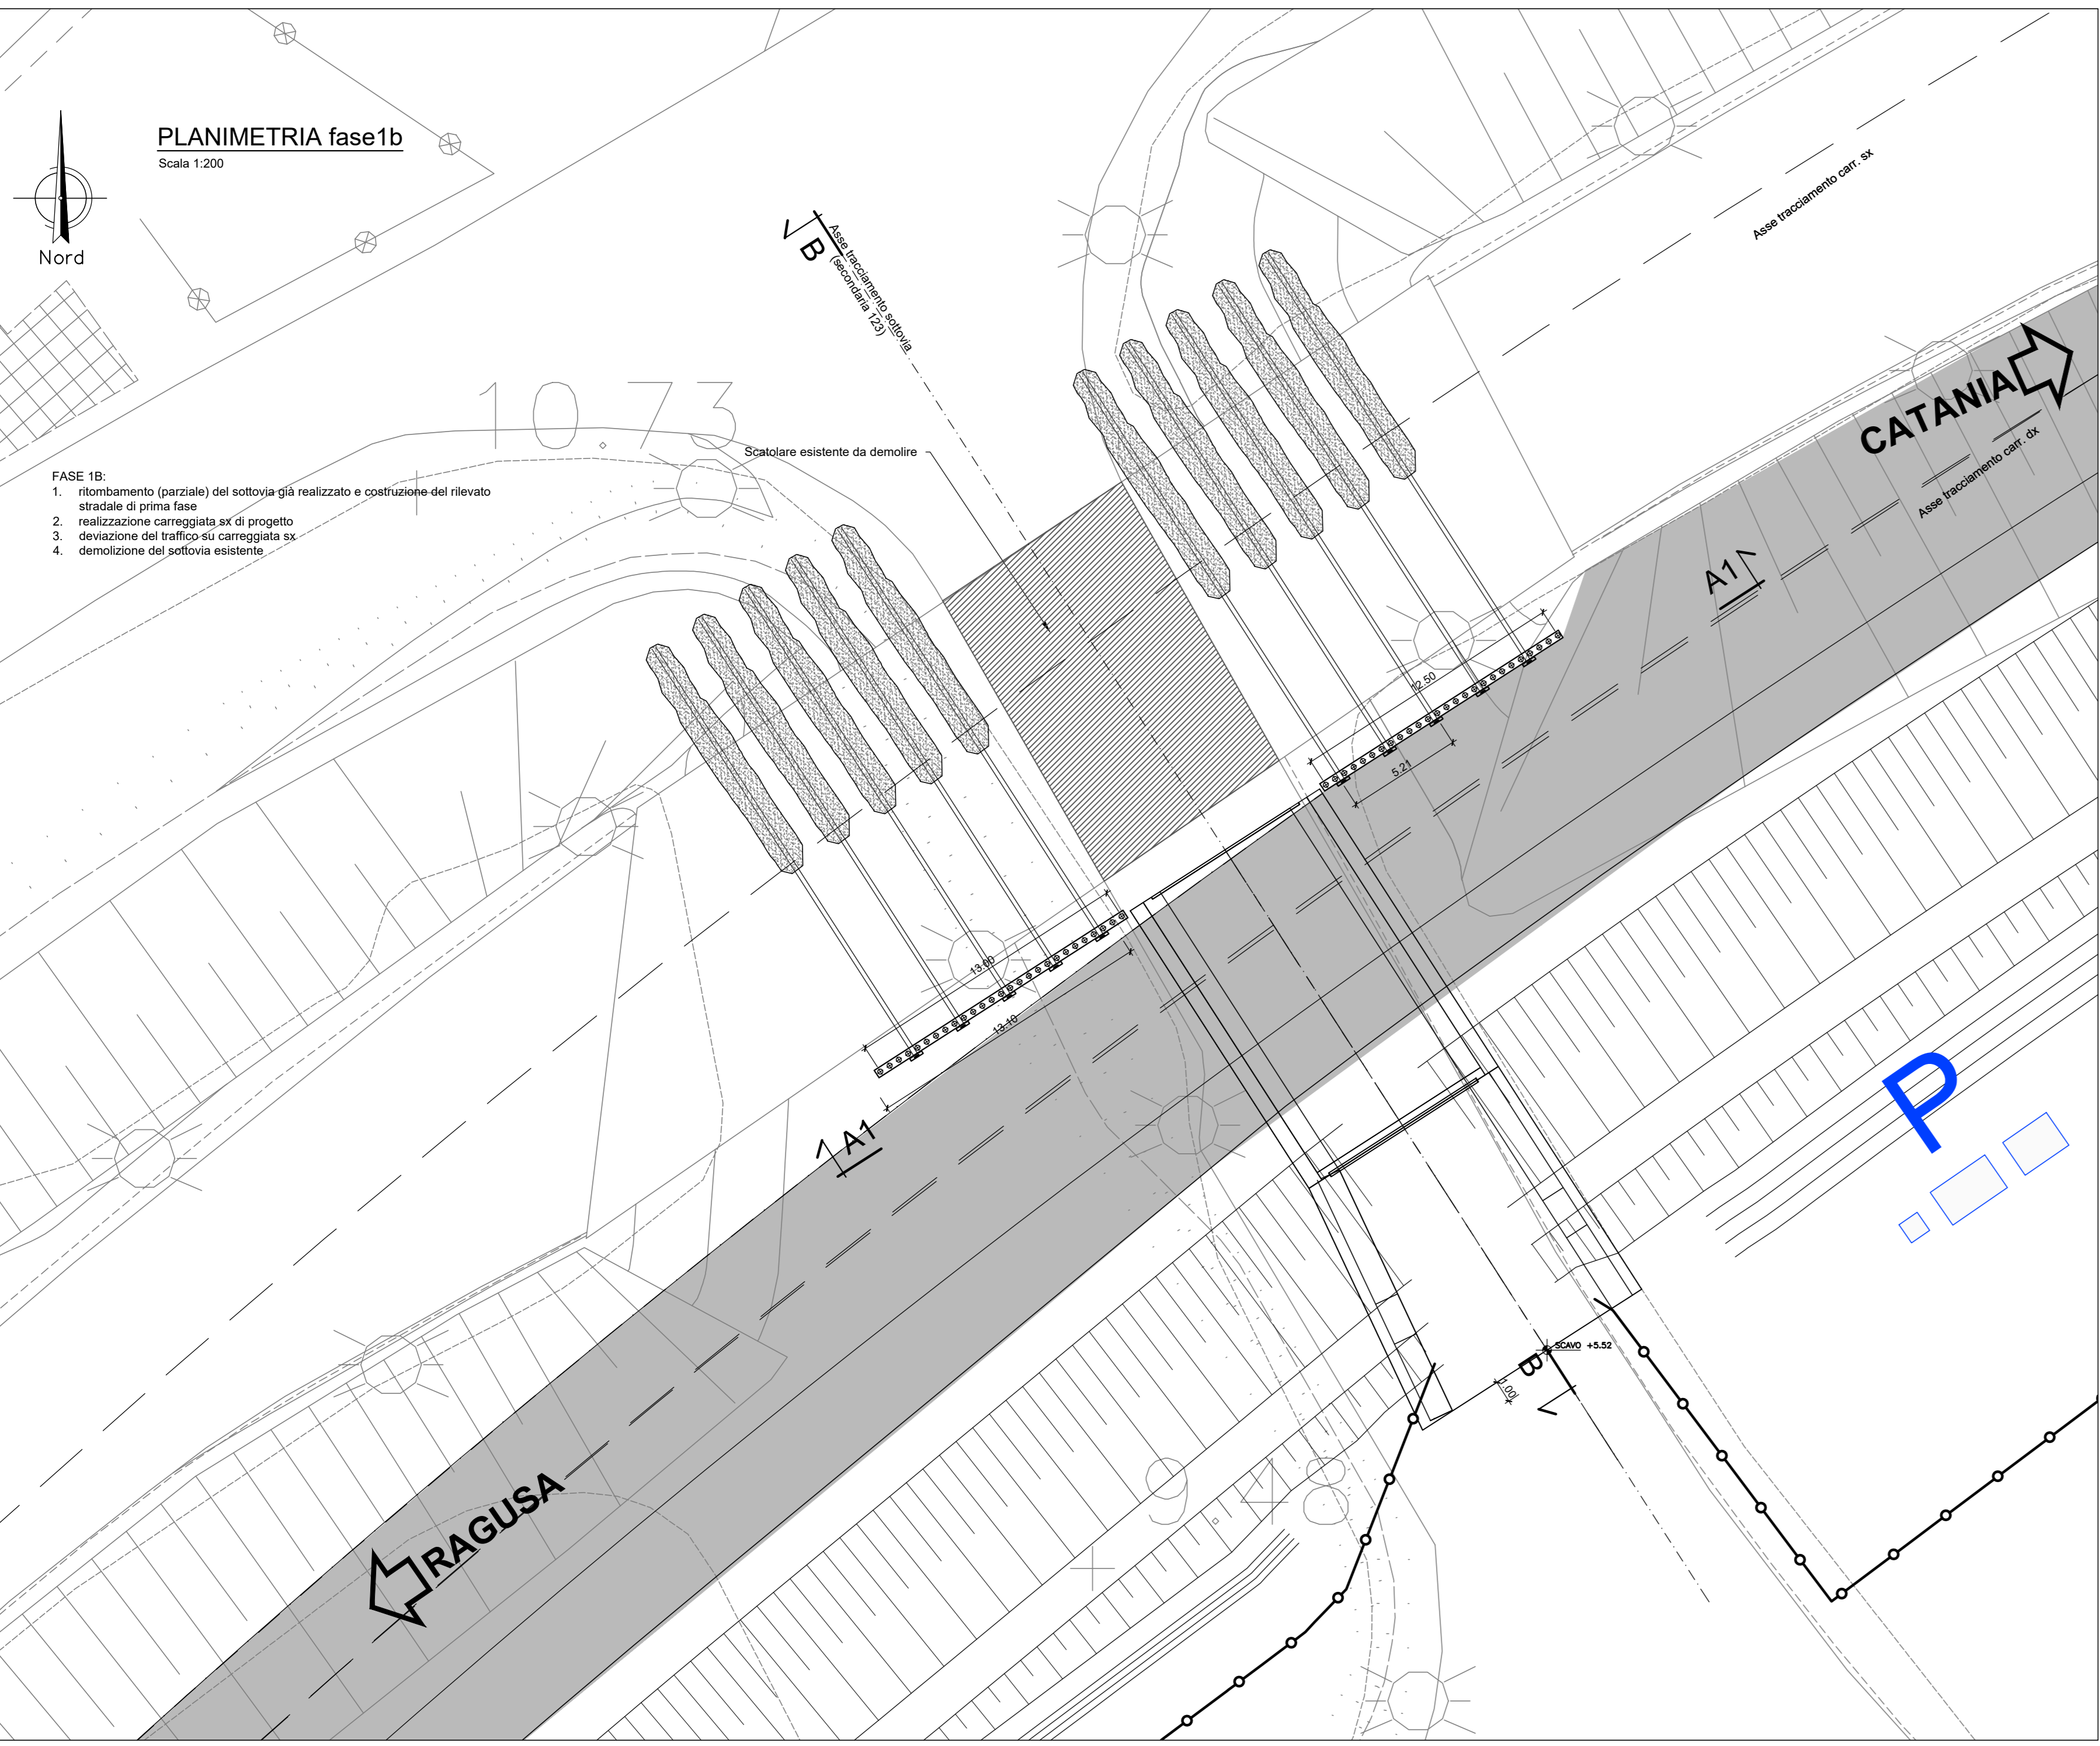 PLANIMETRIA fase1b
Scala 1:200
Nord
B
Asse tracciamento sottovia
(secondaria 123)
Asse tracciamento carr. sx
CATANIA
Asse tracciamento carr. dx
10.73
Scatolare esistente da demolire
FASE 1B:
1. ritombamento (parziale) del sottovia già realizzato e costruzione del rilevato
stradale di prima fase
2. realizzazione carreggiata sx di progetto
3. deviazione del traffico su carreggiata sx
4. demolizione del sottovia esistente
A1
12.50
5.21
13.00
13.10
A1
P
SCAVO +5.52
B
1.00
9.48
RAGUSA